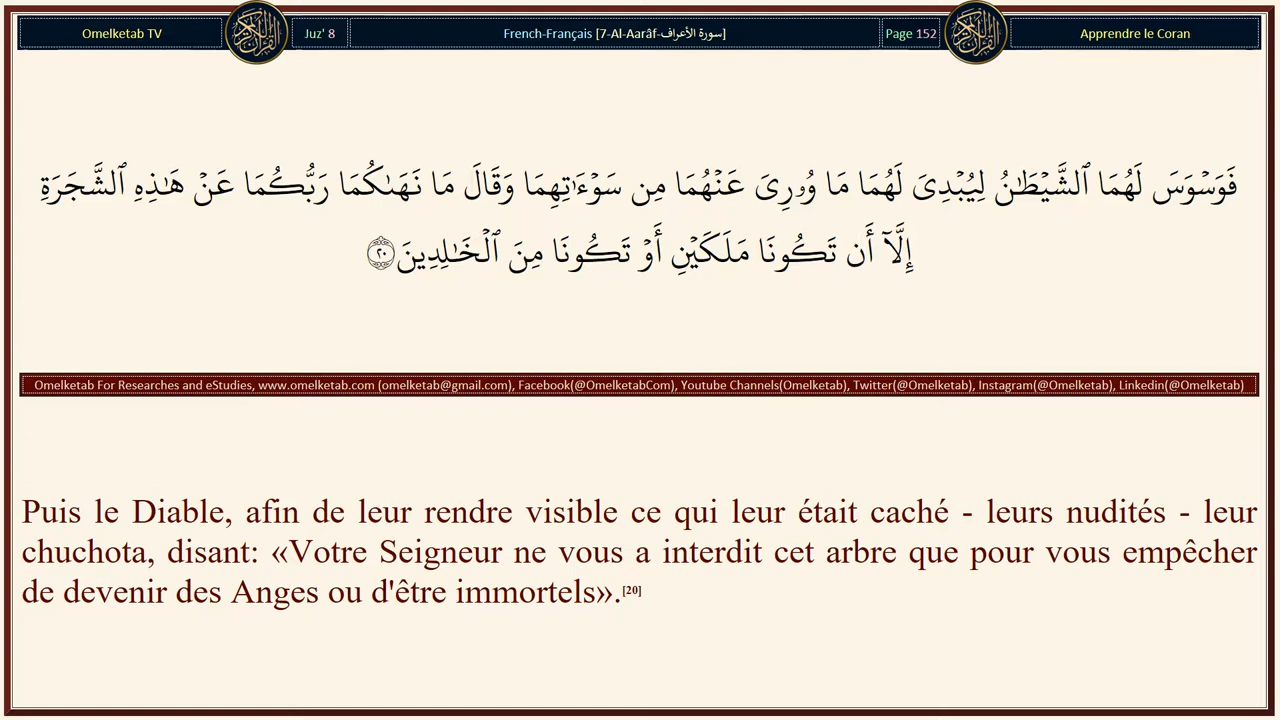 Omelketab TV
Juz' 8
French-Français [7-Al-Aarâf-سورة الأعراف]
Page 152
Apprendre le Coran
فَوَسْوَسَ لَهُمَا ٱلشَّيْطَـٰنُ لِيُبْدِىَ لَهُمَا مَا وُۥرِىَ عَنْهُمَا مِن سَوْءَٰتِهِمَا وَقَالَ مَا نَهَىٰكُمَا رَبُّكُمَا عَنْ هَـٰذِهِ ٱلشَّجَرَةِ
إِلَّآ أَن تَكُونَا مَلَكَيْنِ أَوْ تَكُونَا مِنَ ٱلْخَـٰلِدِينَ ﴿٢٠﴾
Omelketab For Researches and eStudies, www.omelketab.com (omelketab@gmail.com), Facebook(@OmelketabCom), Youtube Channels(Omelketab), Twitter(@Omelketab), Instagram(@Omelketab), Linkedin(@Omelketab)
Puis le Diable, afin de leur rendre visible ce qui leur était caché - leurs nudités - leur
chuchota, disant: «Votre Seigneur ne vous a interdit cet arbre que pour vous empêcher
de devenir des Anges ou d'être immortels».[20]